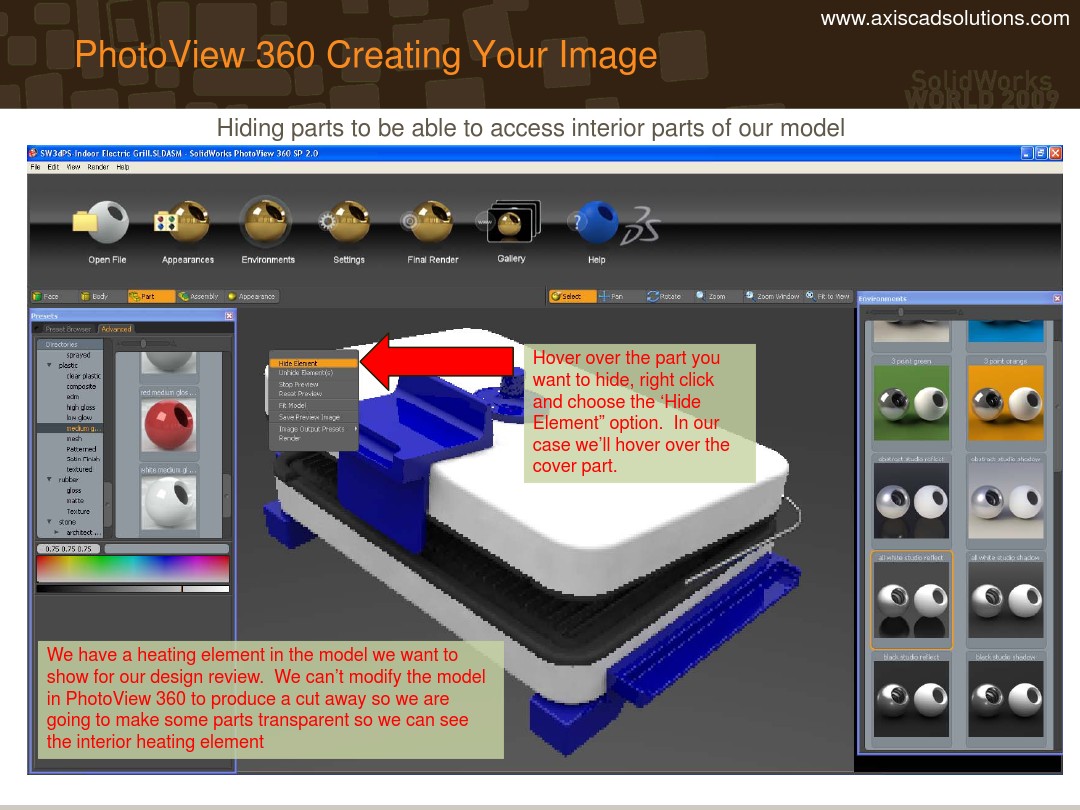 www.axiscadsolutions.com
PhotoView 360 Creating Your Image
SolidWorks
WORLD 2009
Hiding parts to be able to access interior parts of our model
SW3dPS Indoor Electric Grill.SLDASM - SolidWorks PhotoView 360 SP 2.0
File Edit View Render Help
Open File
Appearances
Environments
Settings
Final Render
Gallery
Help
Face
Body
Part
Assembly
Appearance
Select
Pan
Rotate
Zoom
Zoom Window
Fit to View
Presets
Preset Browser
Advanced
Directories
sprayed
plastic
clear plastic
composite
edm
high gloss
low glow
medium g...
mesh
Patterned
Satin Finish
textured
rubber
gloss
matte
Texture
stone
architect ...
red medium glos ...
white medium gl ...
0.75 0.75 0.75
Hide Element
Unhide Element(s)
Stop Preview
Reset Preview
Fit Model
Save Preview Image
Image Output Presets
Render
Hover over the part you
want to hide, right click
and choose the ‘Hide
Element” option.  In our
case we’ll hover over the
cover part.
Environments
3 point green
3 point orange
abstract studio reflect
abstract studio shadow
all white studio reflect
all white studio shadow
black studio reflect
black studio shadow
We have a heating element in the model we want to
show for our design review.  We can’t modify the model
in PhotoView 360 to produce a cut away so we are
going to make some parts transparent so we can see
the interior heating element